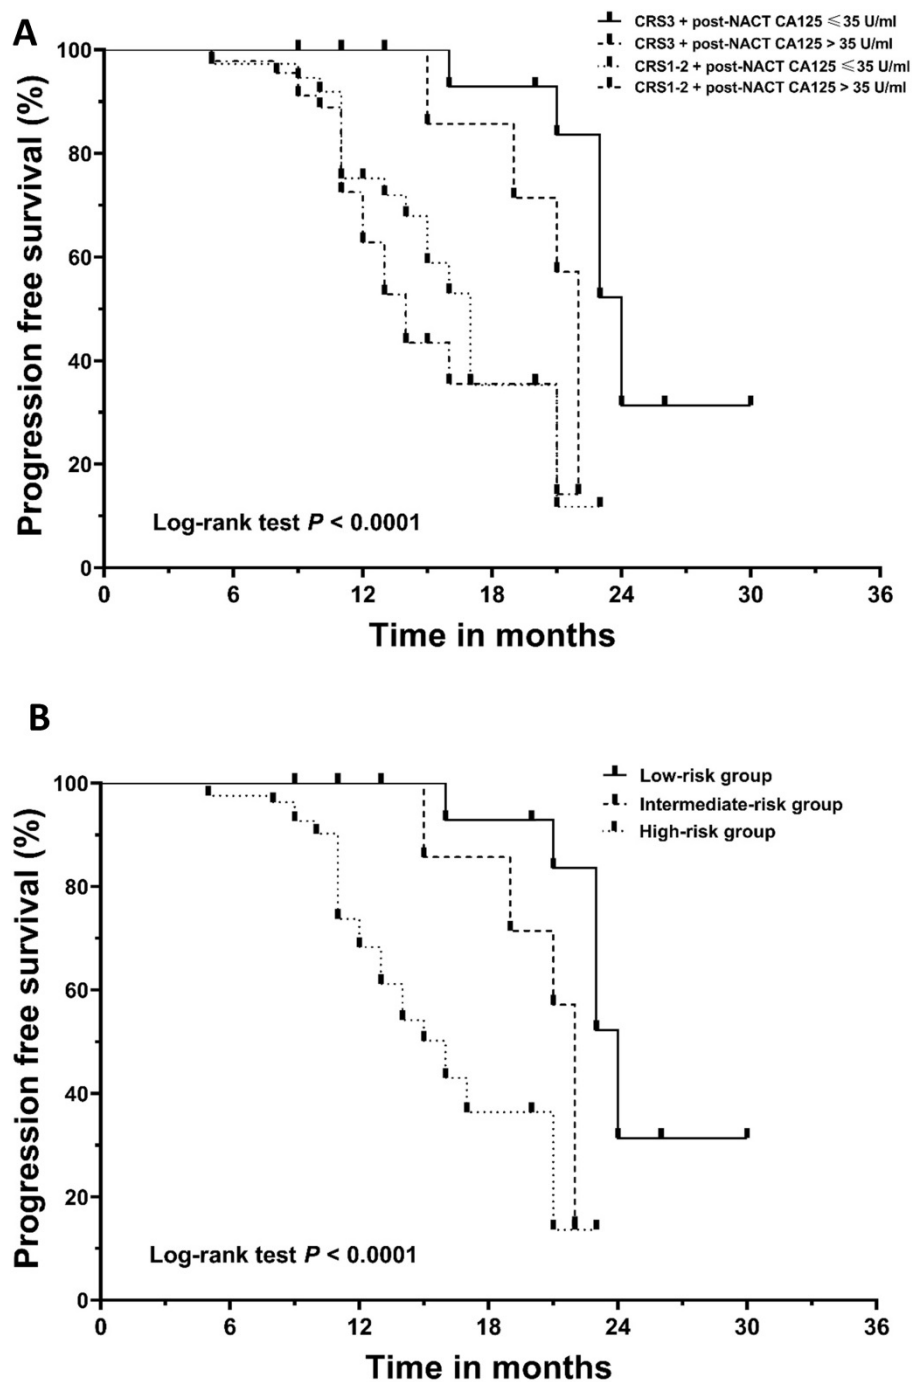 A
CRS3 + post-NACT CA125 ⩽ 35 U/ml
CRS3 + post-NACT CA125 > 35 U/ml
CRS1-2 + post-NACT CA125 ⩽ 35 U/ml
CRS1-2 + post-NACT CA125 > 35 U/ml
Progression free survival (%)
100
80
60
40
20
0
Log-rank test P < 0.0001
0 6 12 18 24 30 36
Time in months
B
Low-risk group
Intermediate-risk group
High-risk group
Progression free survival (%)
100
80
60
40
20
0
Log-rank test P < 0.0001
0 6 12 18 24 30 36
Time in months